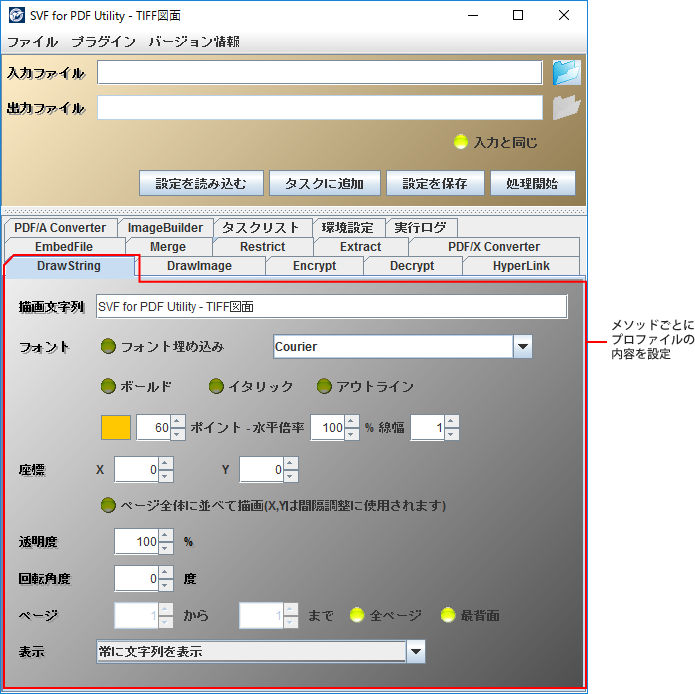 SVF for PDF Utility - TIFF図面
ファイル プラグイン バージョン情報
入力ファイル
出力ファイル
入力と同じ
設定を読み込む タスクに追加 設定を保存 処理開始
PDF/A Converter ImageBuilder タスクリスト 環境設定 実行ログ
EmbedFile Merge Restrict Extract PDF/X Converter
DrawString DrawImage Encrypt Decrypt HyperLink
描画文字列 SVF for PDF Utility - TIFF図面
フォント フォント埋め込み Courier
ボールド イタリック アウトライン
60 ポイント - 水平倍率 100 % 線幅 1
座標 X 0 Y 0
ページ全体に並べて描画(X,Yは間隔調整に使用されます)
透明度 100 %
回転角度 0 度
ページ 1 から 1 まで 全ページ 最背面
表示 常に文字列を表示
メソッドごとに
プロファイルの
内容を設定